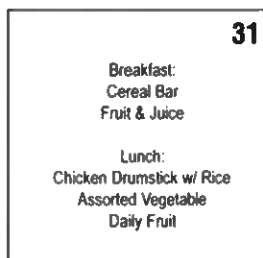 31
Breakfast:
Cereal Bar
Fruit & Juice
Lunch:
Chicken Drumstick w/ Rice
Assorted Vegetable
Daily Fruit